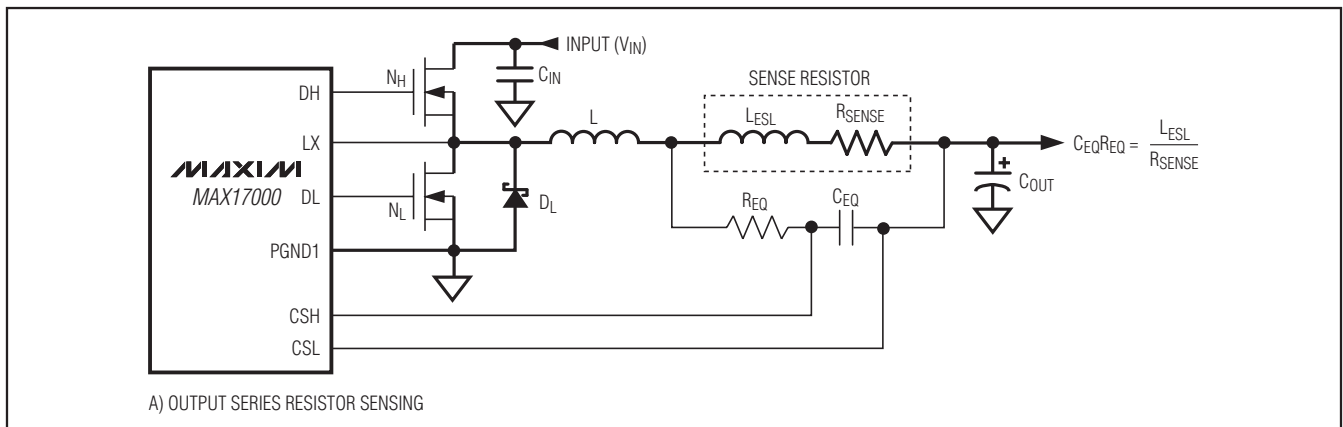 INPUT (VIN)
NH
CIN
SENSE RESISTOR
DH
LX
L
LESL
RSENSE
CEQREQ = LESL
RSENSE
MAXIM
MAX17000
DL
NL
DL
REQ
CEQ
COUT
+
PGND1
CSH
CSL
A) OUTPUT SERIES RESISTOR SENSING